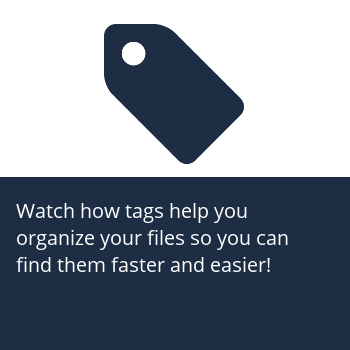 Watch how tags help you
organize your files so you can
find them faster and easier!